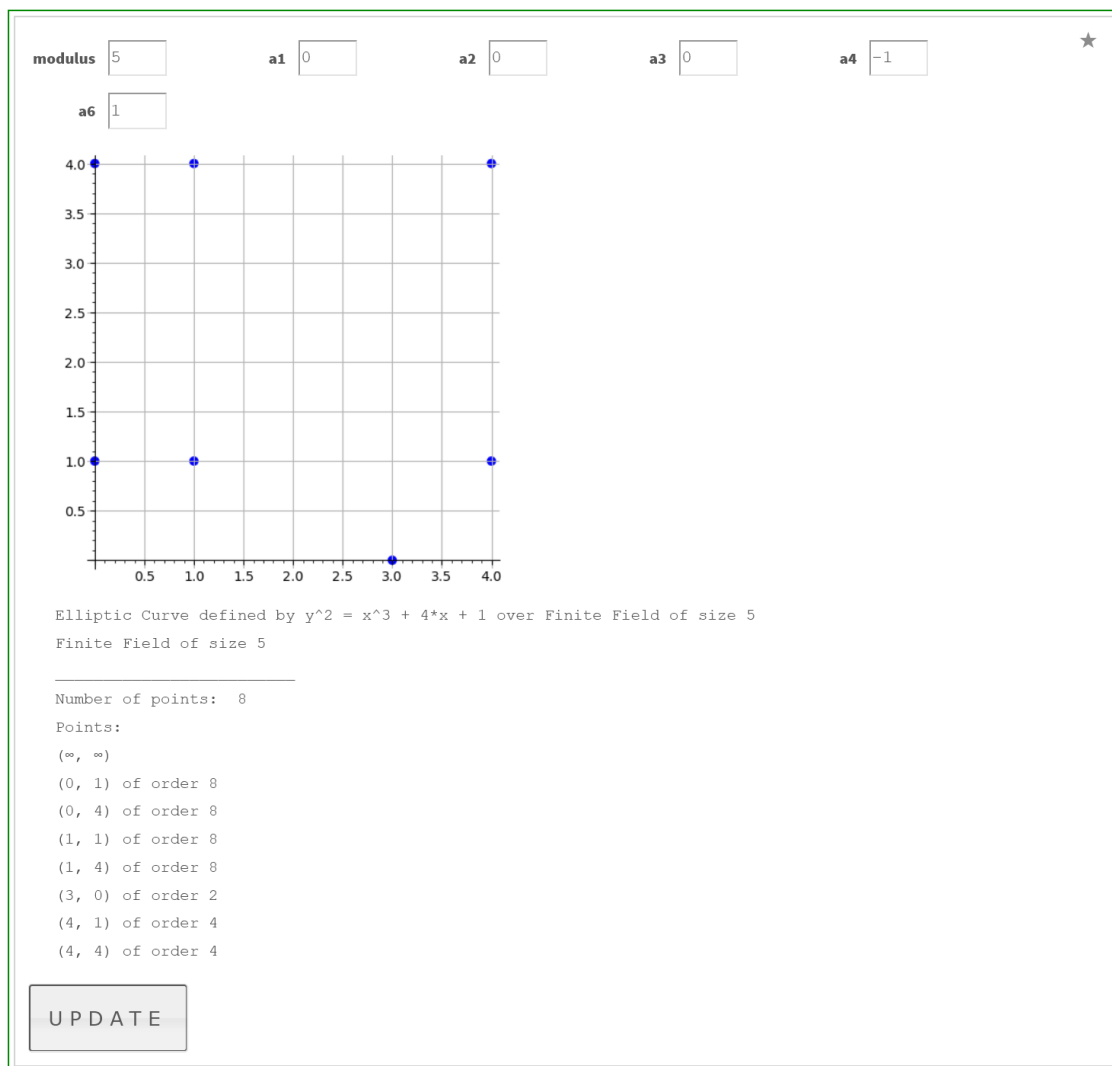 modulus 5 a1 0 a2 0 a3 0 a4 -1
a6 1
4.0
3.5
3.0
2.5
2.0
1.5
1.0
0.5
0.5 1.0 1.5 2.0 2.5 3.0 3.5 4.0
Elliptic Curve defined by y^2 = x^3 + 4*x + 1 over Finite Field of size 5
Finite Field of size 5
_________________________
Number of points:  8
Points:
(∞, ∞)
(0, 1) of order 8
(0, 4) of order 8
(1, 1) of order 8
(1, 4) of order 8
(3, 0) of order 2
(4, 1) of order 4
(4, 4) of order 4
UPDATE